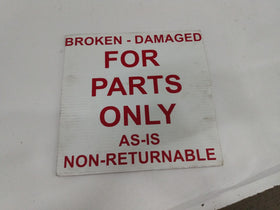 BROKEN - DAMAGED
FOR
PARTS
ONLY
AS-IS
NON-RETURNABLE